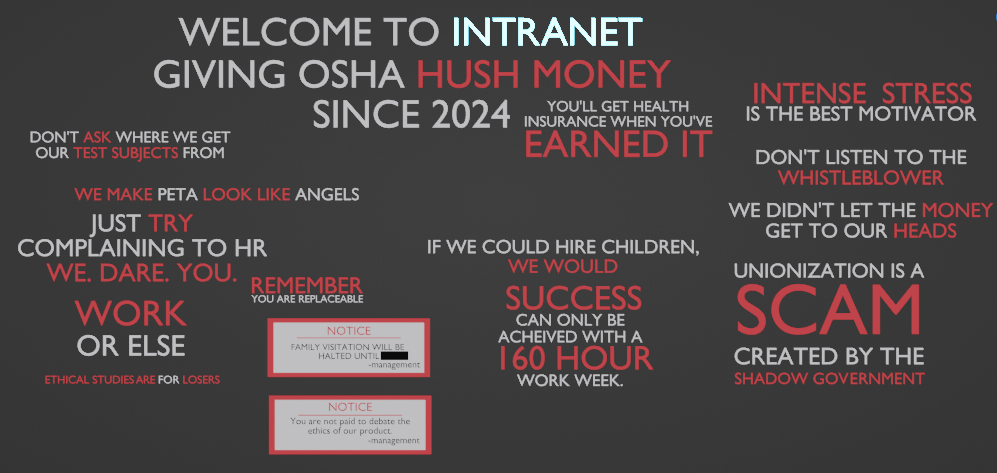 WELCOME TO INTRANET
GIVING OSHA HUSH MONEY
SINCE 2024
YOU'LL GET HEALTH
INSURANCE WHEN YOU'VE
EARNED IT
INTENSE STRESS
IS THE BEST MOTIVATOR
DON'T ASK WHERE WE GET
OUR TEST SUBJECTS FROM
DON'T LISTEN TO THE
WHISTLEBLOWER
WE MAKE PETA LOOK LIKE ANGELS
WE DIDN'T LET THE MONEY
GET TO OUR HEADS
JUST TRY
COMPLAINING TO HR
WE. DARE. YOU.
IF WE COULD HIRE CHILDREN,
WE WOULD
UNIONIZATION IS A
SCAM
CREATED BY THE
SHADOW GOVERNMENT
REMEMBER
YOU ARE REPLACEABLE
SUCCESS
CAN ONLY BE
ACHEIVED WITH A
160 HOUR
WORK WEEK.
WORK
OR ELSE
NOTICE
FAMILY VISITATION WILL BE
HALTED UNTIL
-management
ETHICAL STUDIES ARE FOR LOSERS
NOTICE
You are not paid to debate the
ethics of our product.
-management